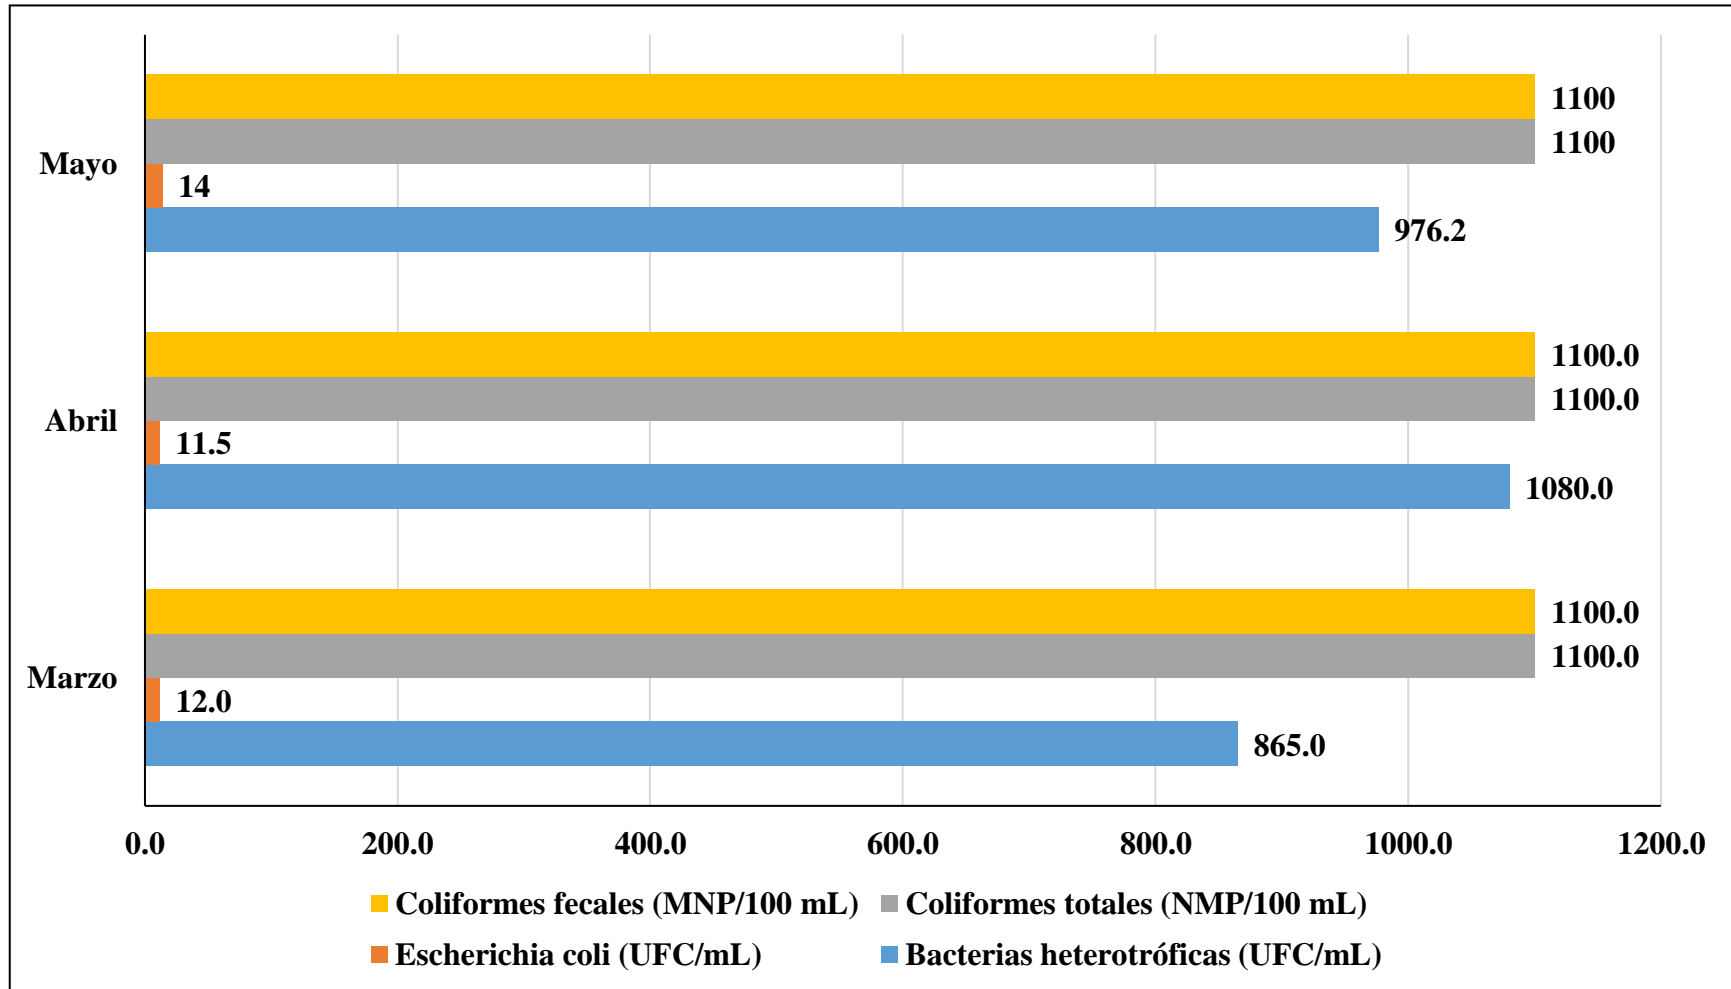 1100
1100
Mayo
14
976.2
1100.0
1100.0
Abril
11.5
1080.0
1100.0
1100.0
Marzo
12.0
865.0
0.0 200.0 400.0 600.0 800.0 1000.0 1200.0
Coliformes fecales (MNP/100 mL) Coliformes totales (NMP/100 mL)
Escherichia coli (UFC/mL) Bacterias heterotróficas (UFC/mL)